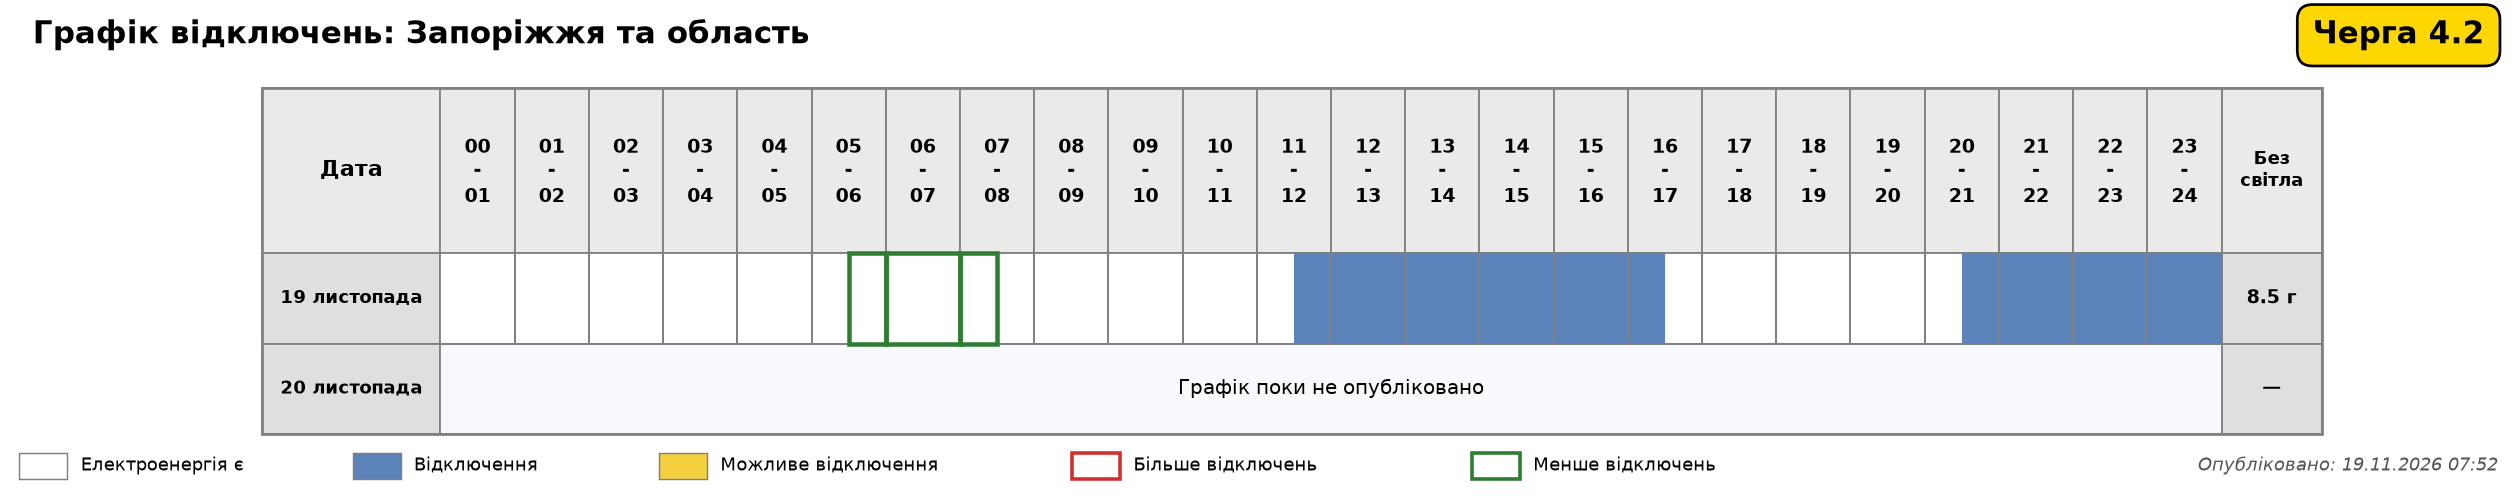 Графік відключень: Запоріжжя та область
Черга 4.2
Дата
00 - 01
01 - 02
02 - 03
03 - 04
04 - 05
05 - 06
06 - 07
07 - 08
08 - 09
09 - 10
10 - 11
11 - 12
12 - 13
13 - 14
14 - 15
15 - 16
16 - 17
17 - 18
18 - 19
19 - 20
20 - 21
21 - 22
22 - 23
23 - 24
Без
світла
19 листопада
8.5 г
20 листопада
Графік поки не опубліковано
—
Електроенергія є
Відключення
Можливе відключення
Більше відключень
Менше відключень
Опубліковано: 19.11.2026 07:52